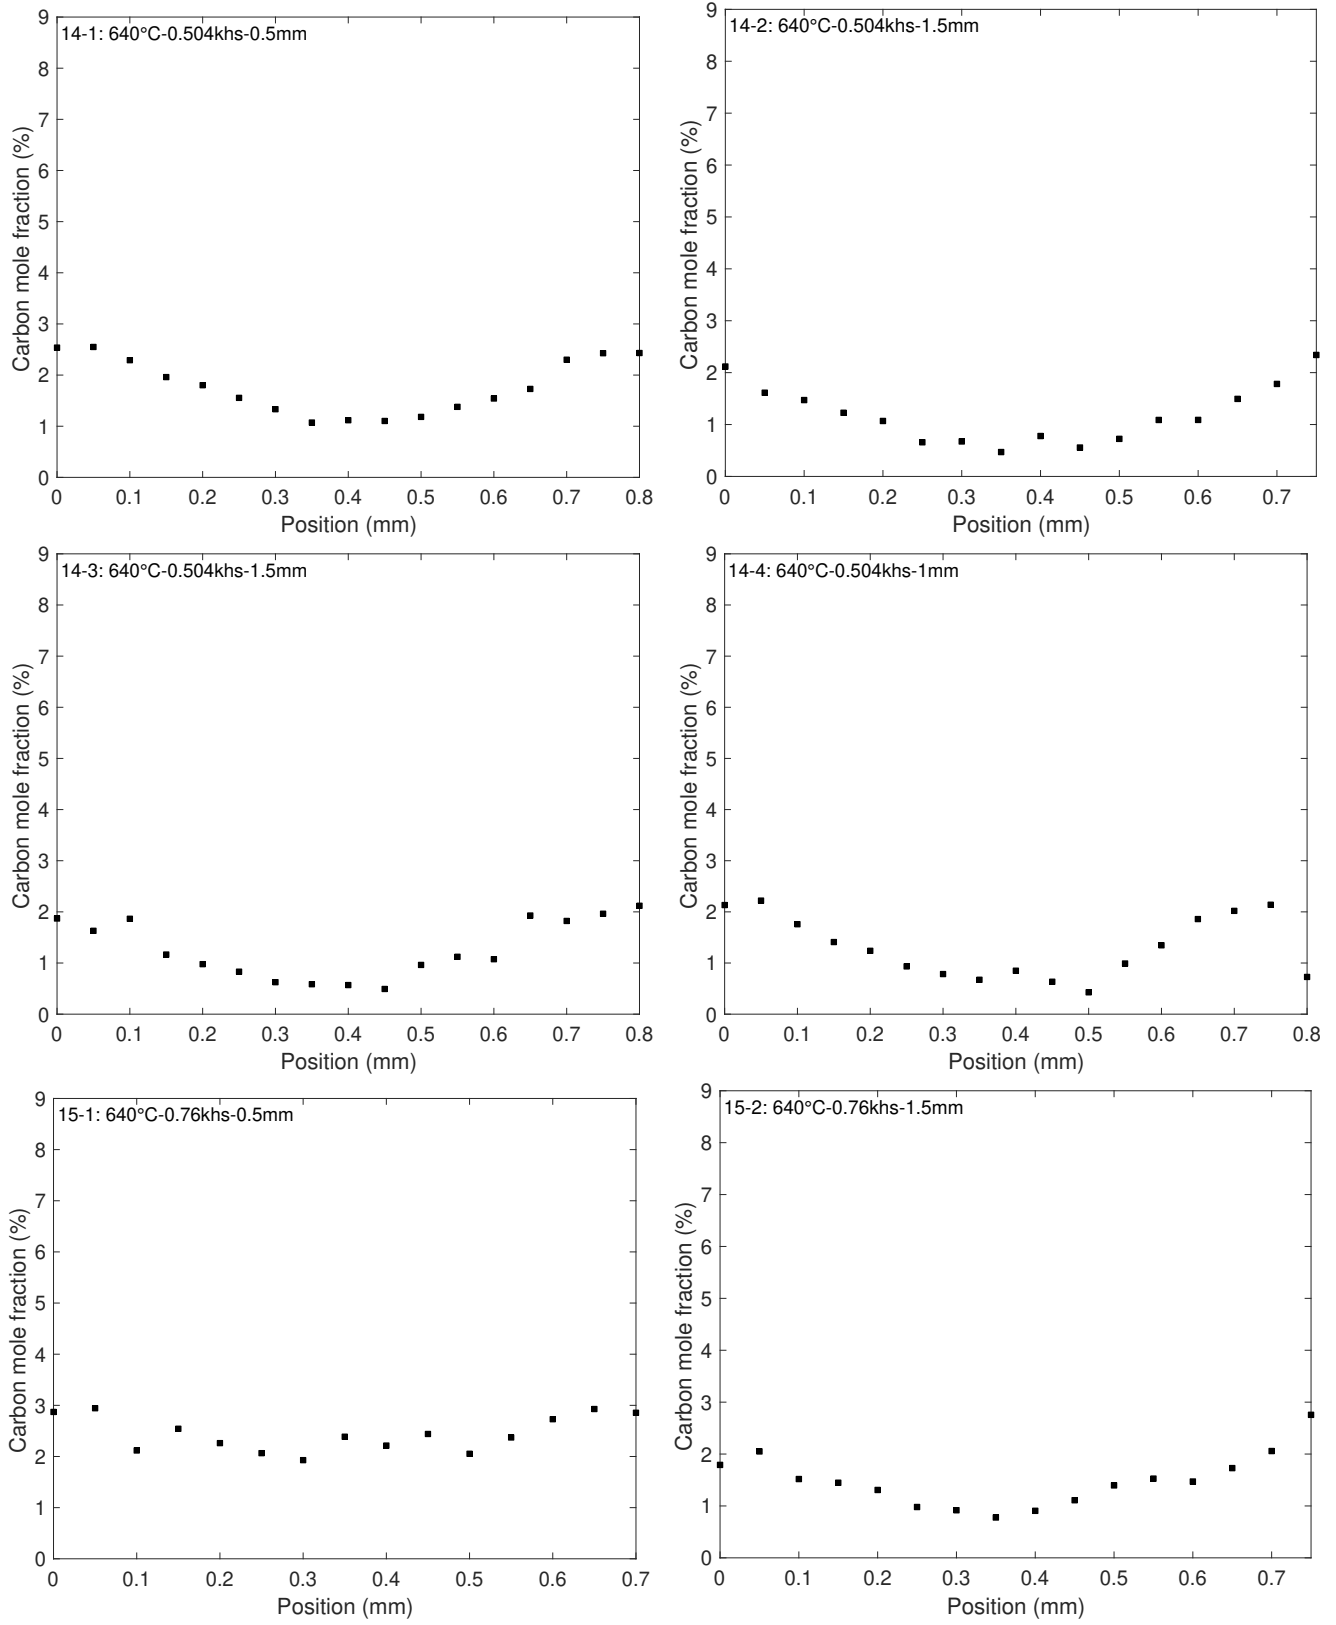 14-1: 640°C-0.504khs-0.5mm
Carbon mole fraction (%)
9
8
7
6
5
4
3
2
1
0
0 0.1 0.2 0.3 0.4 0.5 0.6 0.7 0.8
Position (mm)
14-2: 640°C-0.504khs-1.5mm
Carbon mole fraction (%)
9
8
7
6
5
4
3
2
1
0
0 0.1 0.2 0.3 0.4 0.5 0.6 0.7
Position (mm)
14-3: 640°C-0.504khs-1.5mm
Carbon mole fraction (%)
9
8
7
6
5
4
3
2
1
0
0 0.1 0.2 0.3 0.4 0.5 0.6 0.7 0.8
Position (mm)
14-4: 640°C-0.504khs-1mm
Carbon mole fraction (%)
9
8
7
6
5
4
3
2
1
0
0 0.1 0.2 0.3 0.4 0.5 0.6 0.7 0.8
Position (mm)
15-1: 640°C-0.76khs-0.5mm
Carbon mole fraction (%)
9
8
7
6
5
4
3
2
1
0
0 0.1 0.2 0.3 0.4 0.5 0.6 0.7
Position (mm)
15-2: 640°C-0.76khs-1.5mm
Carbon mole fraction (%)
9
8
7
6
5
4
3
2
1
0
0 0.1 0.2 0.3 0.4 0.5 0.6 0.7
Position (mm)